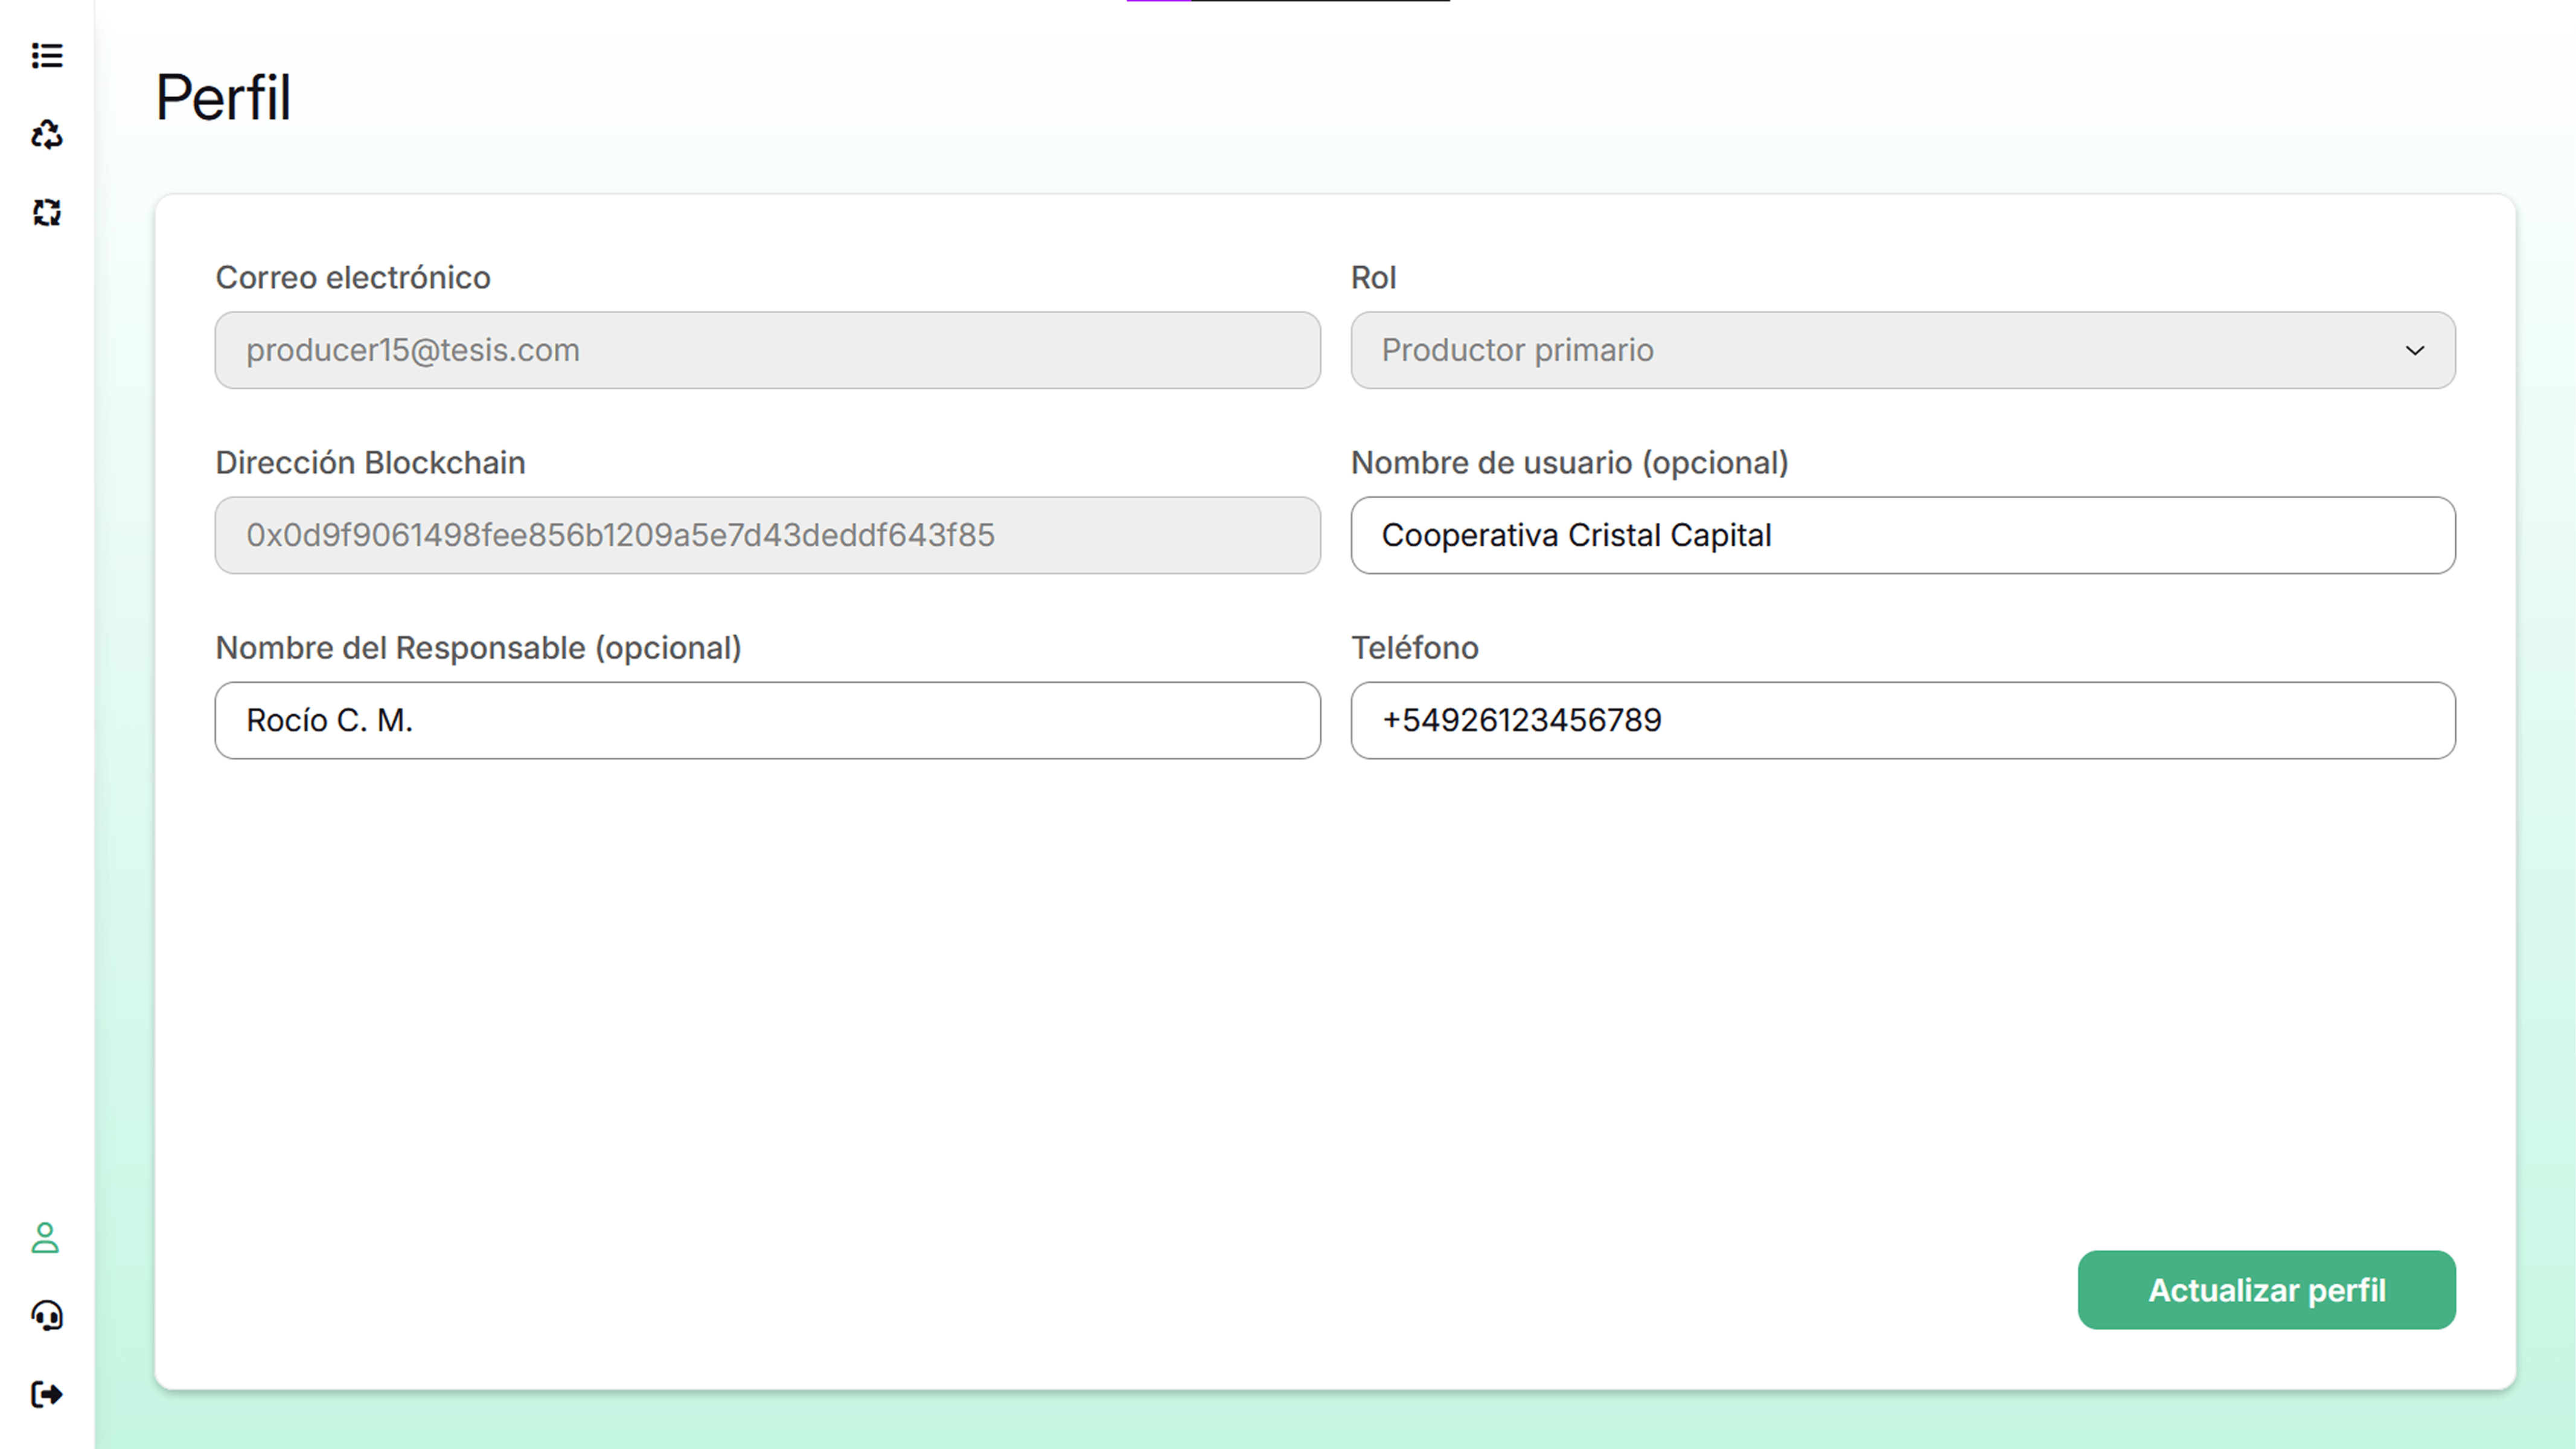 Perfil
Correo electrónico
producer15@tesis.com
Rol
Productor primario
Dirección Blockchain
0x0d9f9061498fee856b1209a5e7d43deddf643f85
Nombre de usuario (opcional)
Cooperativa Cristal Capital
Nombre del Responsable (opcional)
Rocío C. M.
Teléfono
+54926123456789
Actualizar perfil